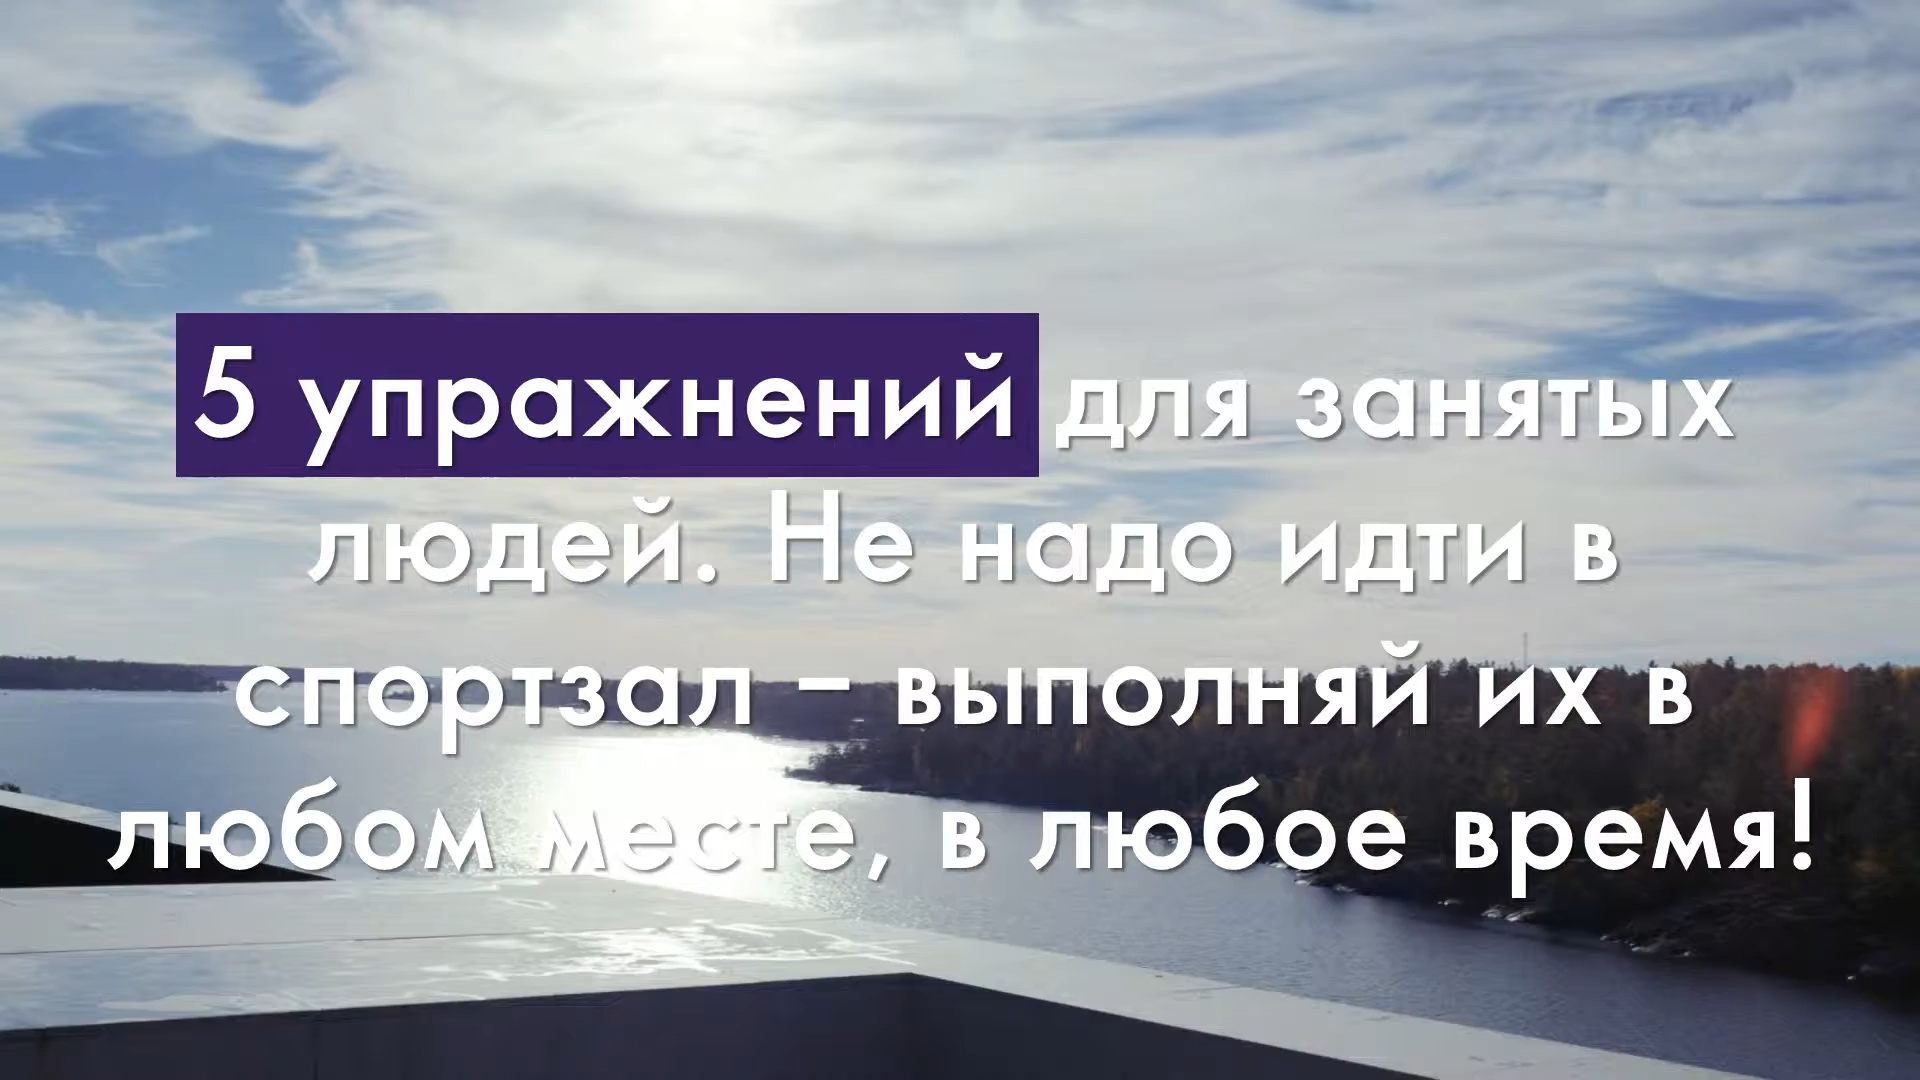 5 упражнений для занятых
людей. Не надо идти в
спортзал – выполняй их в
любом месте, в любое время!